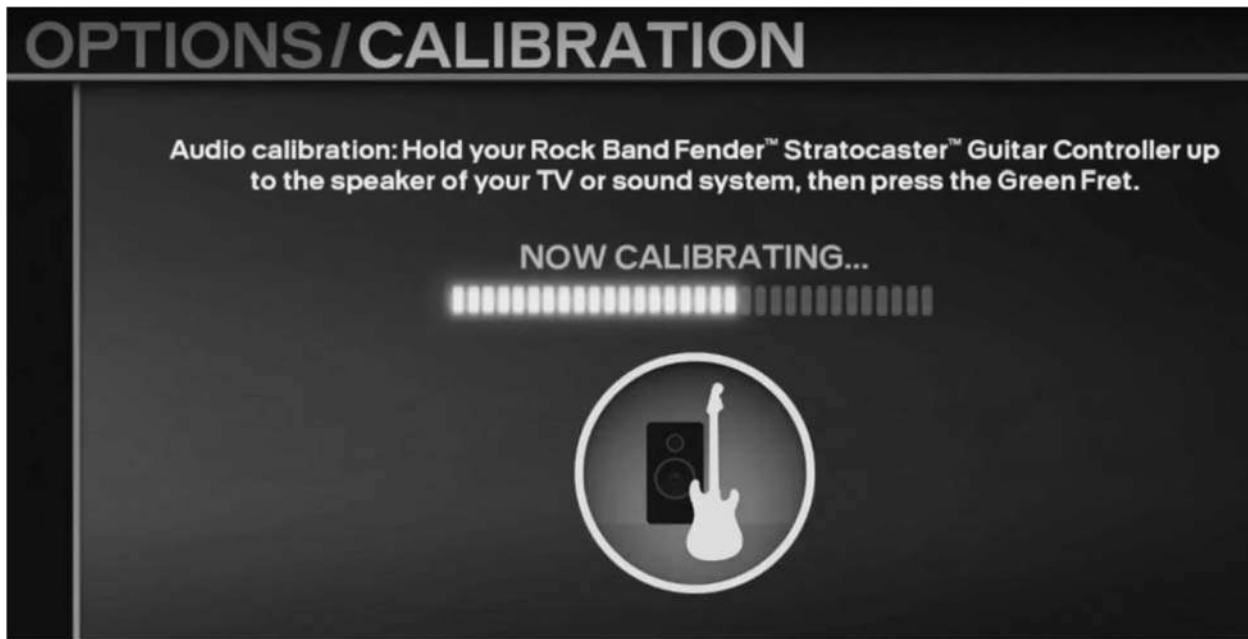 OPTIONS/CALIBRATION
Audio calibration: Hold your Rock Band Fender™ Stratocaster™ Guitar Controller up
to the speaker of your TV or sound system, then press the Green Fret.
NOW CALIBRATING...